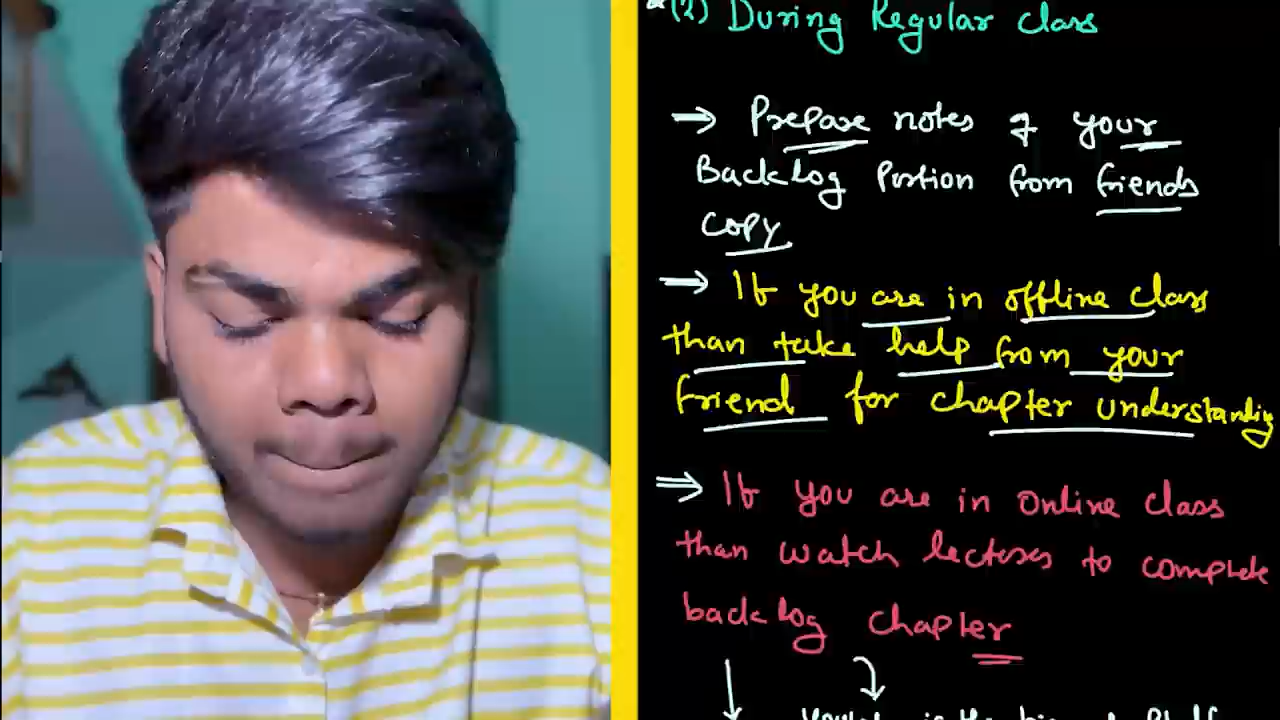 (2) During Regular class
→ Prepare notes of your
Backlog Portion from friends
copy
→ If you are in offline class
than take help from your
friend for chapter understanding
→ If you are in online class
than watch lectures to complete
backlog chapter
is the